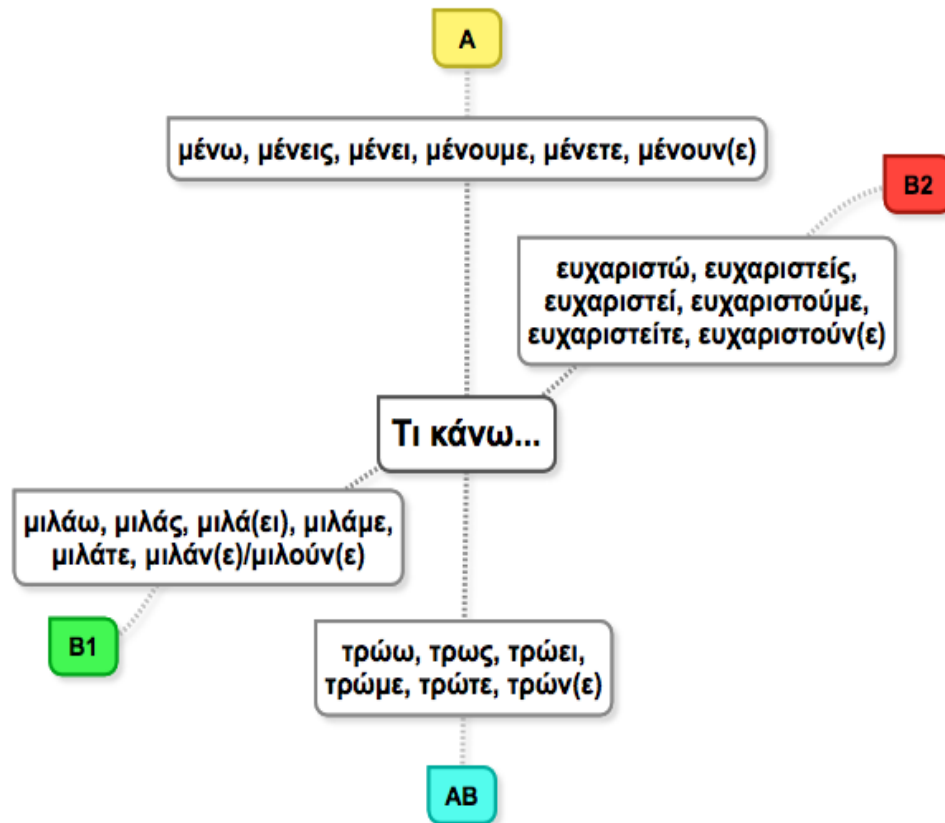 A
μένω, μένεις, μένει, μένουμε, μένετε, μένουν(ε)
B2
ευχαριστώ, ευχαριστείς,
ευχαριστεί, ευχαριστούμε,
ευχαριστείτε, ευχαριστούν(ε)
Τι κάνω...
μιλάω, μιλάς, μιλά(ει), μιλάμε,
μιλάτε, μιλάν(ε)/μιλούν(ε)
B1
τρώω, τρως, τρώει,
τρώμε, τρώτε, τρών(ε)
AB